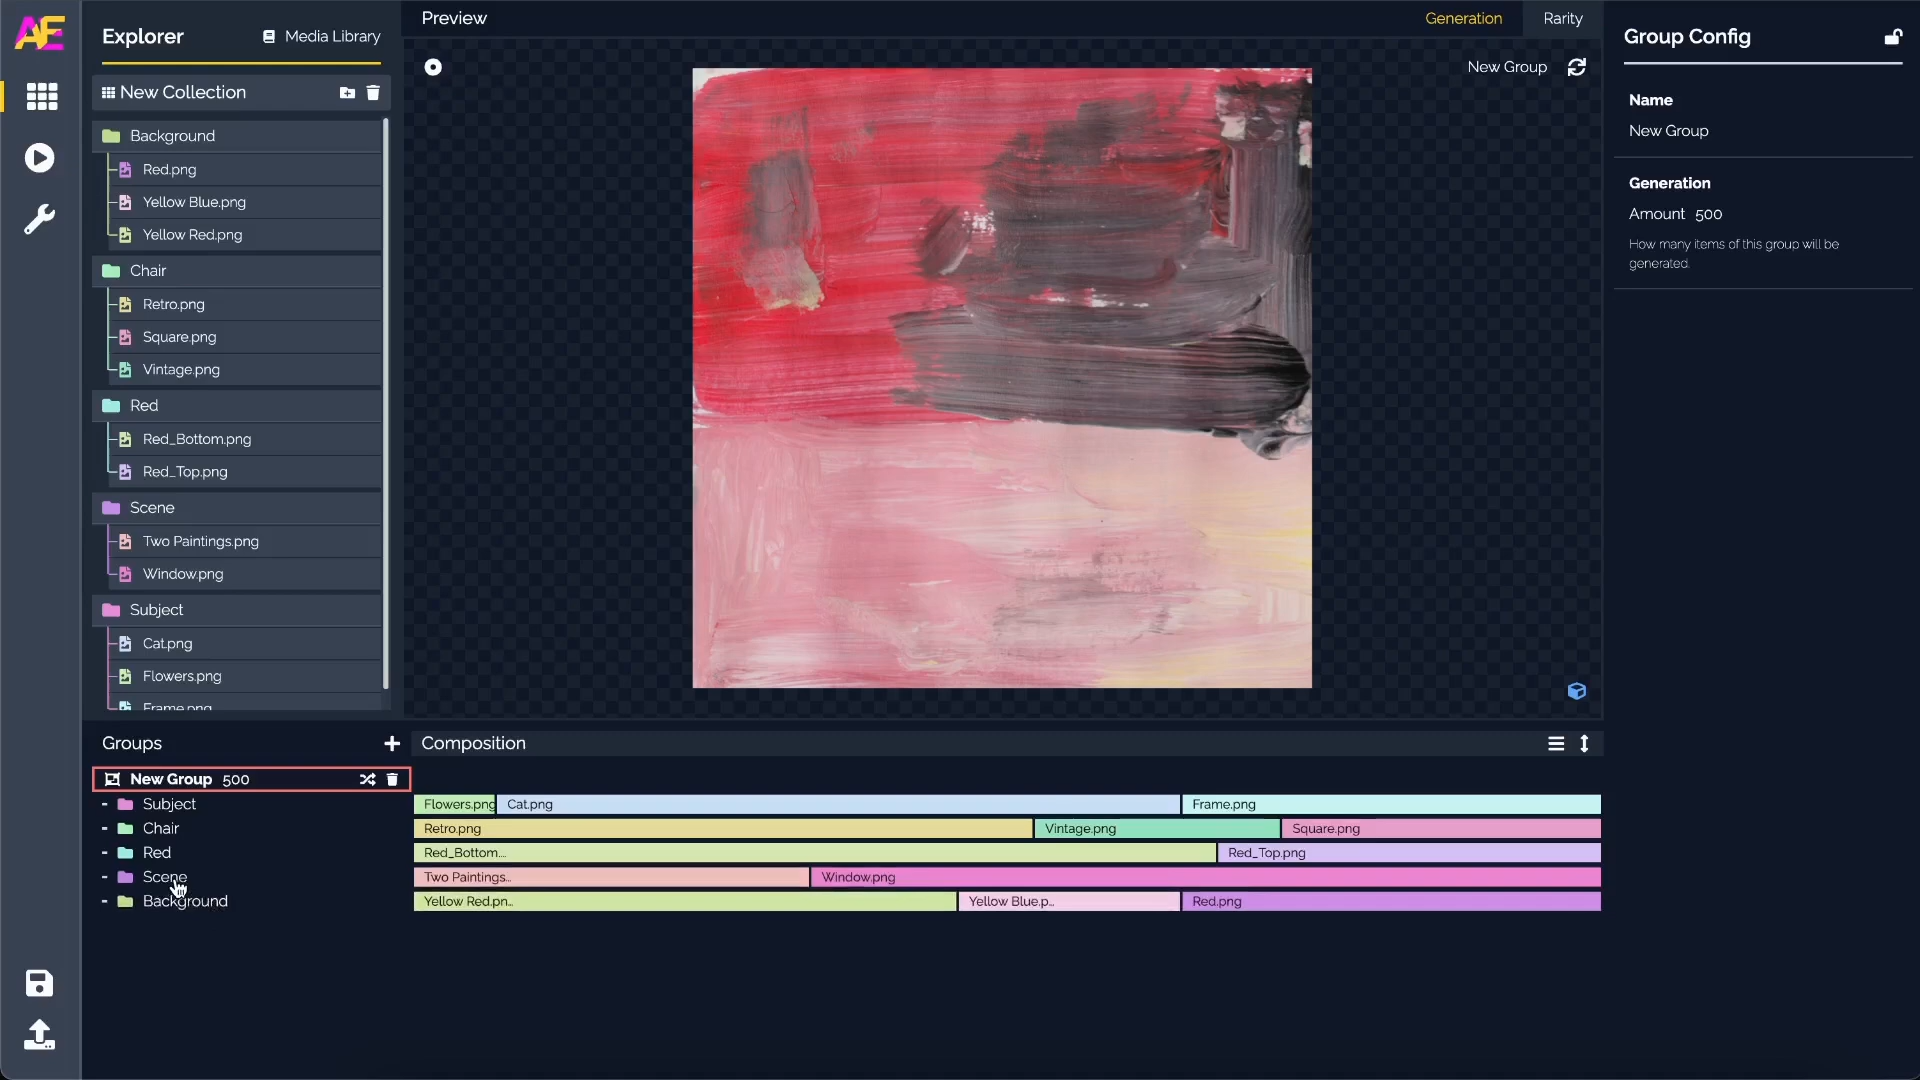 AE
Explorer
Media Library
New Collection
Background
Red.png
Yellow Blue.png
Yellow Red.png
Chair
Retro.png
Square.png
Vintage.png
Red
Red_Bottom.png
Red_Top.png
Scene
Two Paintings.png
Window.png
Subject
Cat.png
Flowers.png
Frame.png
Preview
Generation
Rarity
New Group
Group Config
Name
New Group
Generation
Amount 500
How many items of this group will be
generated.
Groups
Composition
New Group 500
Subject
Flowers.png
Cat.png
Frame.png
Chair
Retro.png
Vintage.png
Square.png
Red
Red_Bottom....
Red_Top.png
Scene
Two Paintings...
Window.png
Background
Yellow Red.pn...
Yellow Blue.p...
Red.png